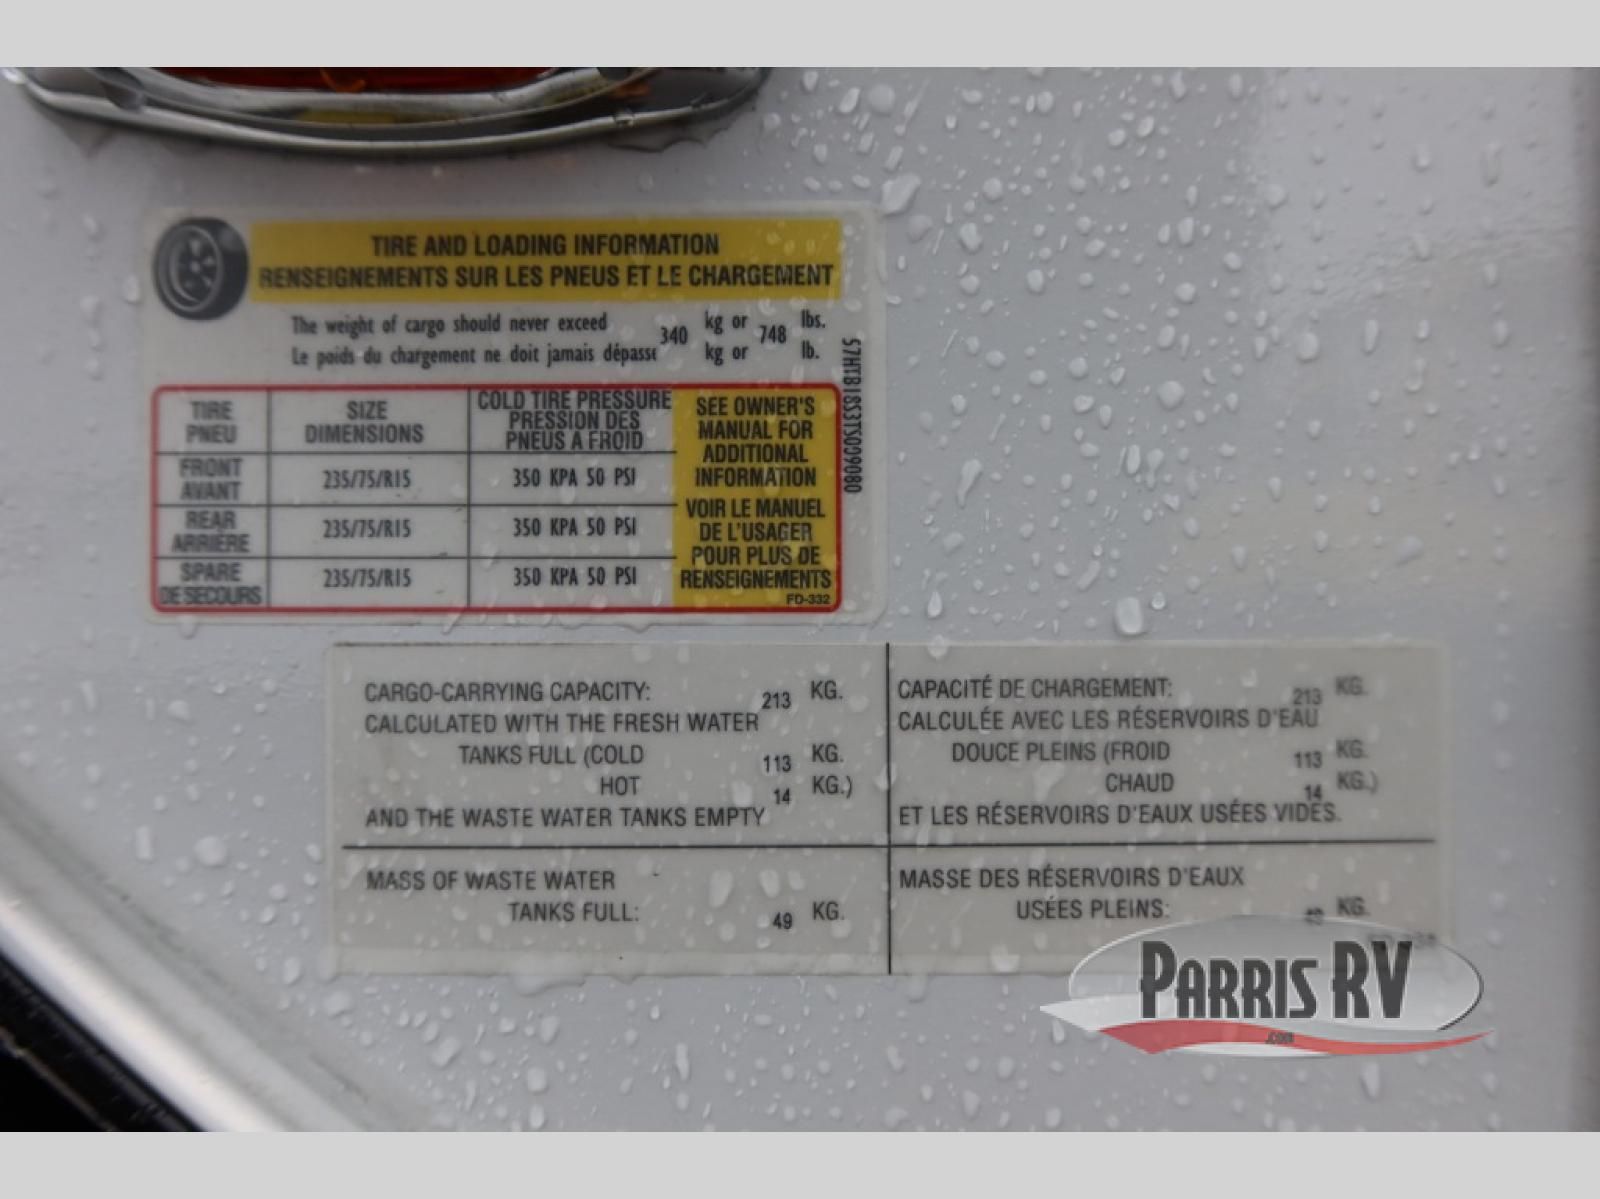 TIRE AND LOADING INFORMATION
RENSEIGNEMENTS SUR LES PNEUS ET LE CHARGEMENT
The weight of cargo should never exceed 340 kg or 748 lbs.
Le poids du chargement ne doit jamais dépasse kg or lb.
TIRE PNEU
SIZE DIMENSIONS
COLD TIRE PRESSURE
PRESSION DES
PNEUS A FROID
FRONT AVANT 235/75/R15 350 KPA 50 PSI
REAR ARRIÈRE 235/75/R15 350 KPA 50 PSI
SPARE DE SECOURS 235/75/R15 350 KPA 50 PSI
SEE OWNER'S
MANUAL FOR
ADDITIONAL
INFORMATION
VOIR LE MANUEL
DE L'USAGER
POUR PLUS DE
RENSEIGNEMENTS
FD-332
CARGO-CARRYING CAPACITY: 213 KG.
CALCULATED WITH THE FRESH WATER
TANKS FULL (COLD 113 KG.
HOT 14 KG.)
AND THE WASTE WATER TANKS EMPTY
MASS OF WASTE WATER
TANKS FULL: 49 KG.
CAPACITÉ DE CHARGEMENT: 213 KG.
CALCULÉE AVEC LES RÉSERVOIRS D'EAU
DOUCE PLEINS (FROID 113 KG.
CHAUD 14 KG.)
ET LES RÉSERVOIRS D'EAUX USÉES VIDES.
MASSE DES RÉSERVOIRS D'EAUX
USÉES PLEINS: KG.
PARRIS RV
.COM